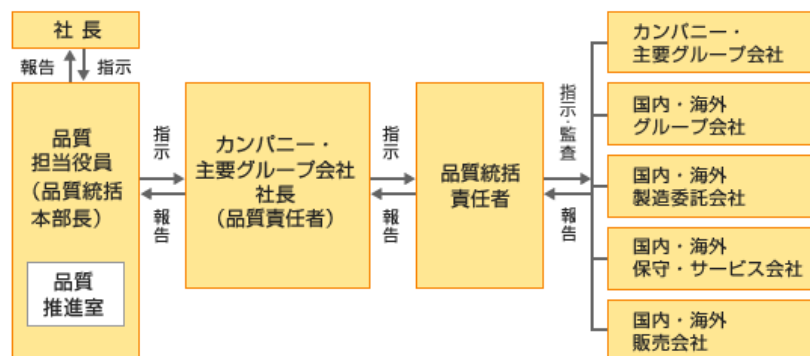 社 長
報告
指示
品質
担当役員
（品質統括
本部長）
品質
推進室
指示
報告
カンパニー・
主要グループ会社
社長
（品質責任者）
指示
報告
品質統括
責任者
指示・監査
報告
カンパニー・
主要グループ会社
国内・海外
グループ会社
国内・海外
製造委託会社
国内・海外
保守・サービス会社
国内・海外
販売会社